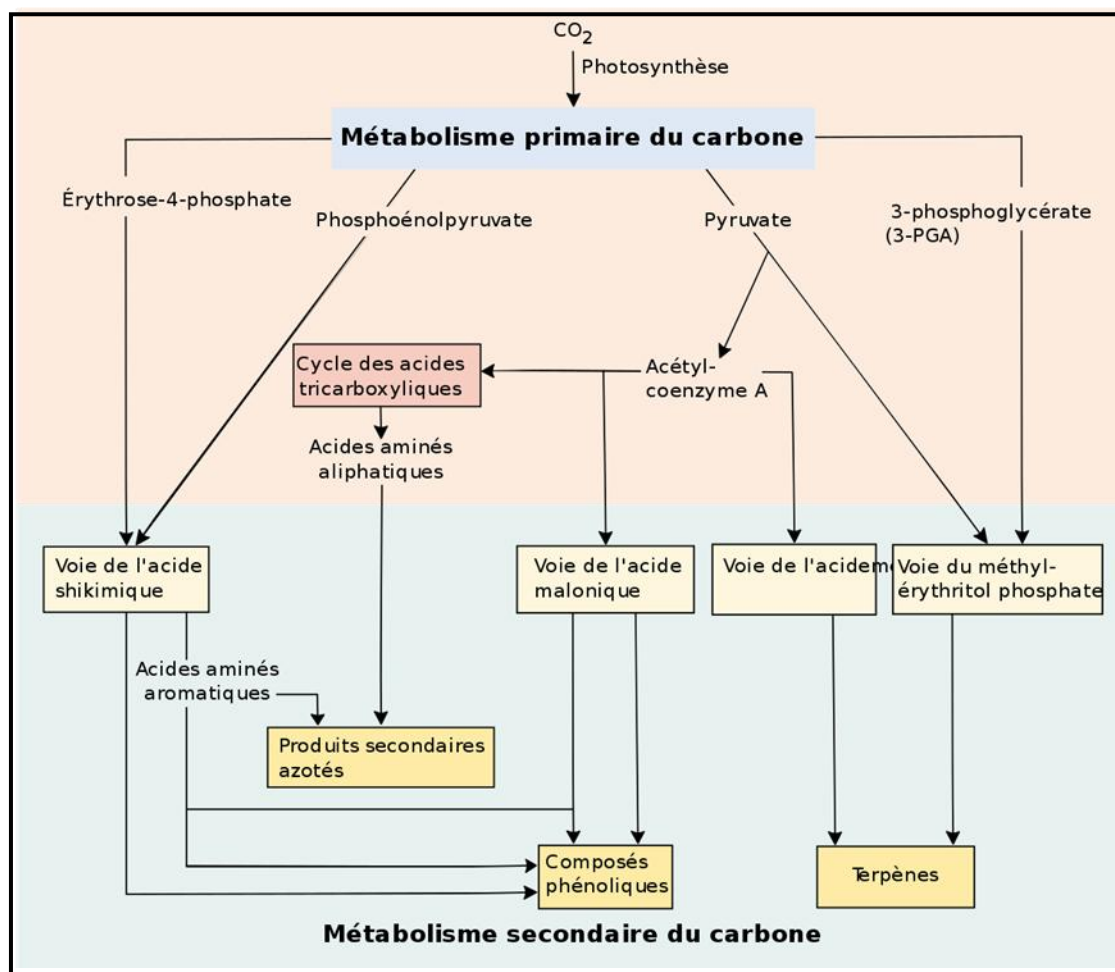 CO2
Photosynthèse
Métabolisme primaire du carbone
Érythrose-4-phosphate
Phosphoénolpyruvate
Pyruvate
3-phosphoglycérate
(3-PGA)
Cycle des acides
tricarboxyliques
Acétyl-
coenzyme A
Acides aminés
aliphatiques
Voie de l'acide
shikimique
Voie de l'acide
malonique
Voie de l'acidem
Voie du méthyl-
érythritol phosphate
Acides aminés
aromatiques
Produits secondaires
azotés
Composés
phénoliques
Terpènes
Métabolisme secondaire du carbone